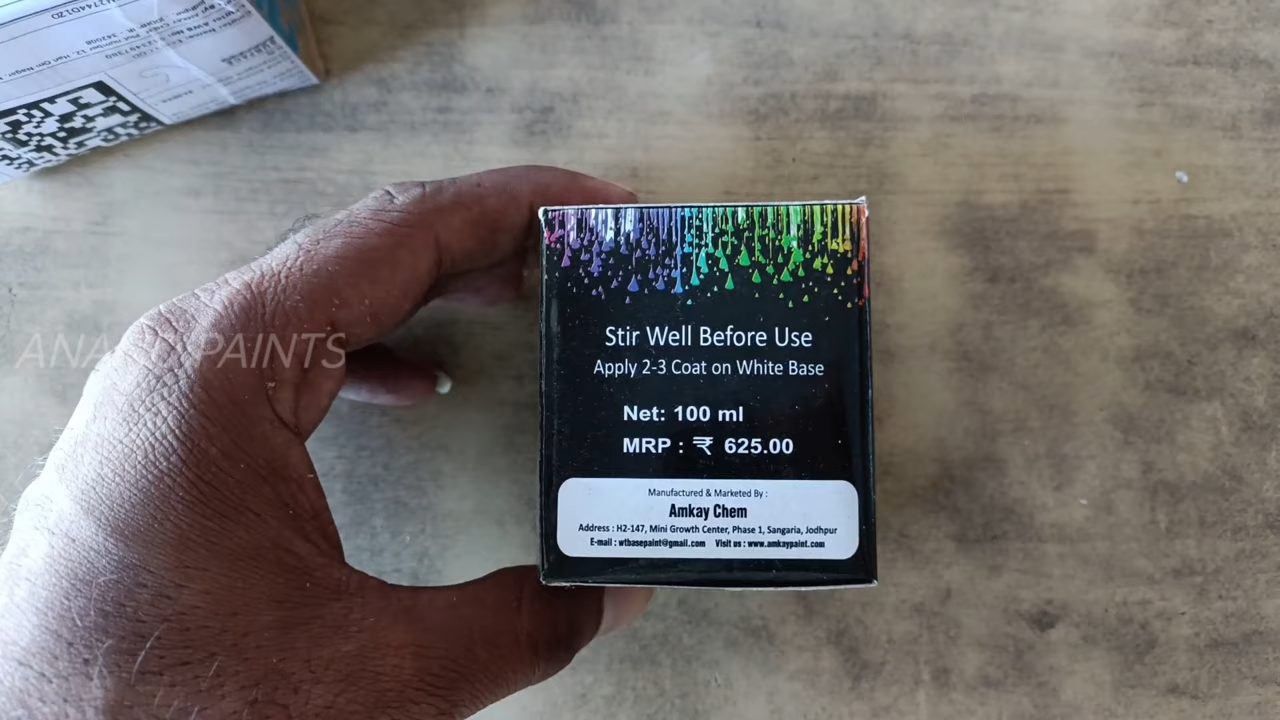 ANAND PAINTS
Stir Well Before Use
Apply 2-3 Coat on White Base
Net: 100 ml
MRP : ₹ 625.00
Manufactured & Marketed By :
Amkay Chem
Address : H2-147, Mini Growth Center, Phase 1, Sangaria, Jodhpur
E-mail : wtbasepaint@gmail.com Visit us : www.amkaypaint.com